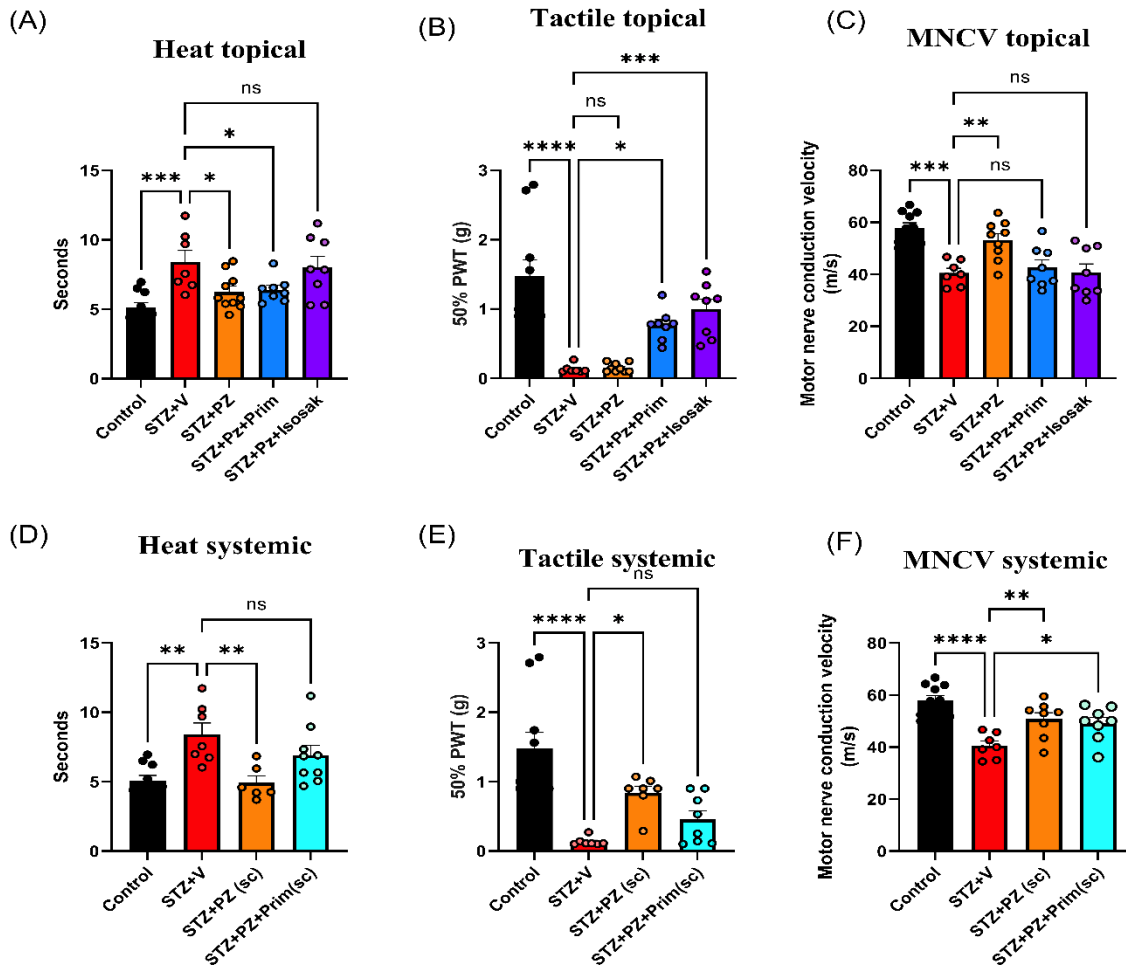 (A)
Heat topical
ns
*
***
*
15
10
5
0
Seconds
Control
STZ+V
STZ+PZ
STZ+Pz+Prim
STZ+Pz+Isosak
(B)
Tactile topical
***
ns
****
*
3
2
1
0
50% PWT (g)
Control
STZ+V
STZ+PZ
STZ+Pz+Prim
STZ+Pz+Isosak
(C)
MNCV topical
ns
**
***
ns
80
60
40
20
0
Motor nerve conduction velocity
(m/s)
Control
STZ+V
STZ+PZ
STZ+Pz+Prim
STZ+Pz+Isosak
(D)
Heat systemic
ns
**
**
15
10
5
0
Seconds
Control
STZ+V
STZ+PZ (sc)
STZ+PZ+Prim(sc)
(E)
Tactile systemic
ns
****
*
3
2
1
0
50% PWT (g)
Control
STZ+V
STZ+PZ (sc)
STZ+PZ+Prim(sc)
(F)
MNCV systemic
**
****
*
80
60
40
20
0
Motor nerve conduction velocity
(m/s)
Control
STZ+V
STZ+PZ (sc)
STZ+PZ+Prim(sc)